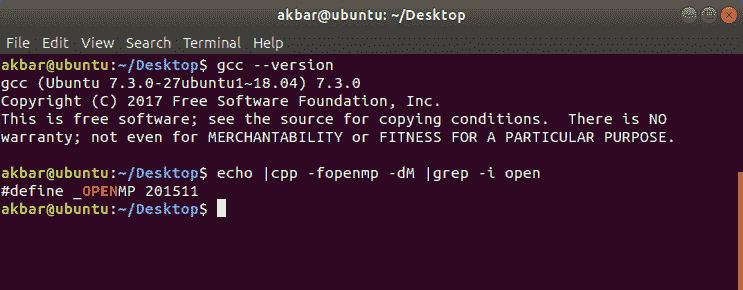 akbar@ubuntu: ~/Desktop
File Edit View Search Terminal Help
akbar@ubuntu:~/Desktop$ gcc --version
gcc (Ubuntu 7.3.0-27ubuntu1~18.04) 7.3.0
Copyright (C) 2017 Free Software Foundation, Inc.
This is free software; see the source for copying conditions.  There is NO
warranty; not even for MERCHANTABILITY or FITNESS FOR A PARTICULAR PURPOSE.
akbar@ubuntu:~/Desktop$ echo |cpp -fopenmp -dM |grep -i open
#define _OPENMP 201511
akbar@ubuntu:~/Desktop$